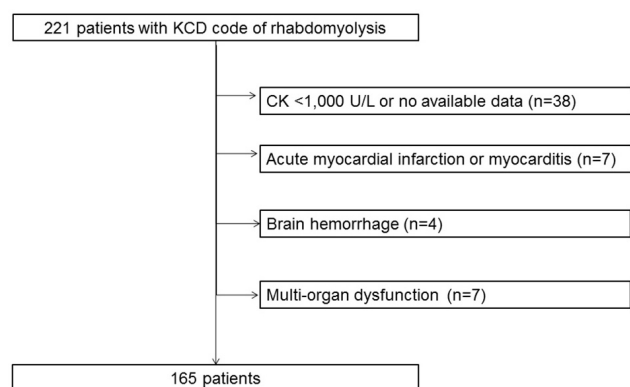 221 patients with KCD code of rhabdomyolysis
CK <1,000 U/L or no available data (n=38)
Acute myocardial infarction or myocarditis (n=7)
Brain hemorrhage (n=4)
Multi-organ dysfunction (n=7)
165 patients